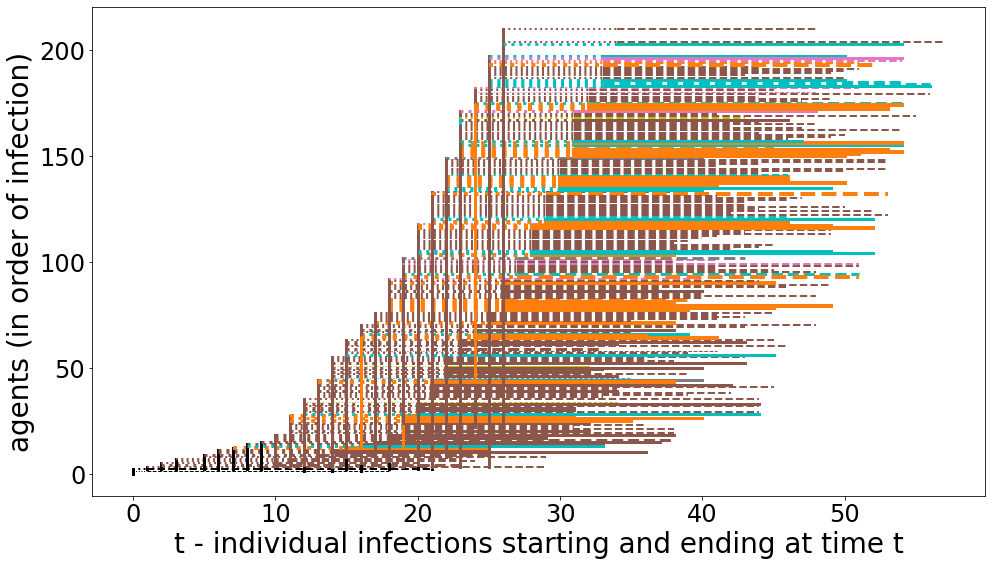 agents (in order of infection)
200
150
100
50
0
0 10 20 30 40 50
t - individual infections starting and ending at time t